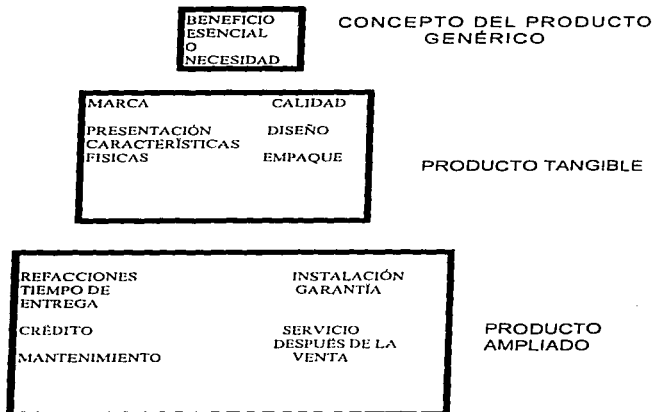 BENEFICIO
ESENCIAL
O
NECESIDAD
CONCEPTO DEL PRODUCTO
GENÉRICO
MARCA CALIDAD
PRESENTACIÓN DISEÑO
CARACTERÍSTICAS
FISICAS EMPAQUE
PRODUCTO TANGIBLE
REFACCIONES INSTALACIÓN
TIEMPO DE GARANTÍA
ENTREGA
CRÉDITO SERVICIO
DESPUÉS DE LA
MANTENIMIENTO VENTA
PRODUCTO
AMPLIADO